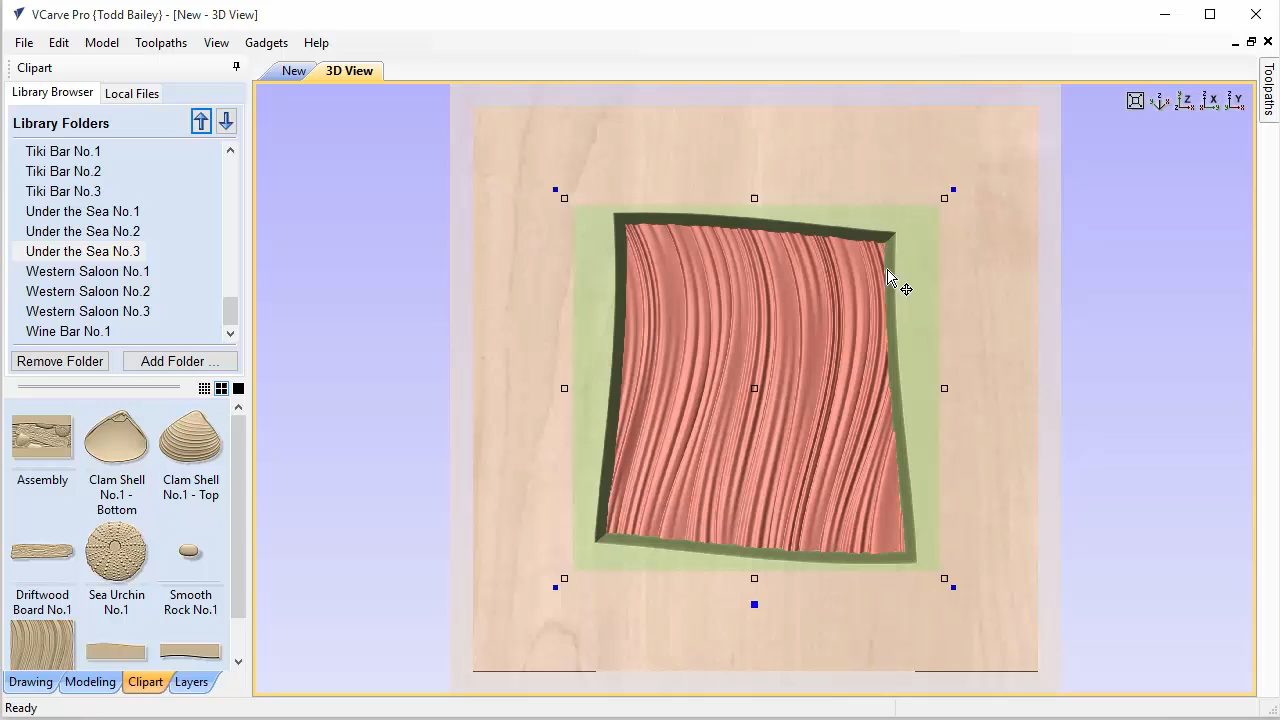 VCarve Pro {Todd Bailey} - [New - 3D View]
File Edit Model Toolpaths View Gadgets Help
Clipart
New 3D View
Library Browser Local Files
Library Folders
Tiki Bar No.1
Tiki Bar No.2
Tiki Bar No.3
Under the Sea No.1
Under the Sea No.2
Under the Sea No.3
Western Saloon No.1
Western Saloon No.2
Western Saloon No.3
Wine Bar No.1
Remove Folder Add Folder ...
Assembly
Clam Shell
No.1 -
Bottom
Clam Shell
No.1 - Top
Driftwood
Board No.1
Sea Urchin
No.1
Smooth
Rock No.1
Drawing Modeling Clipart Layers
Ready
Z X Y
Toolpaths